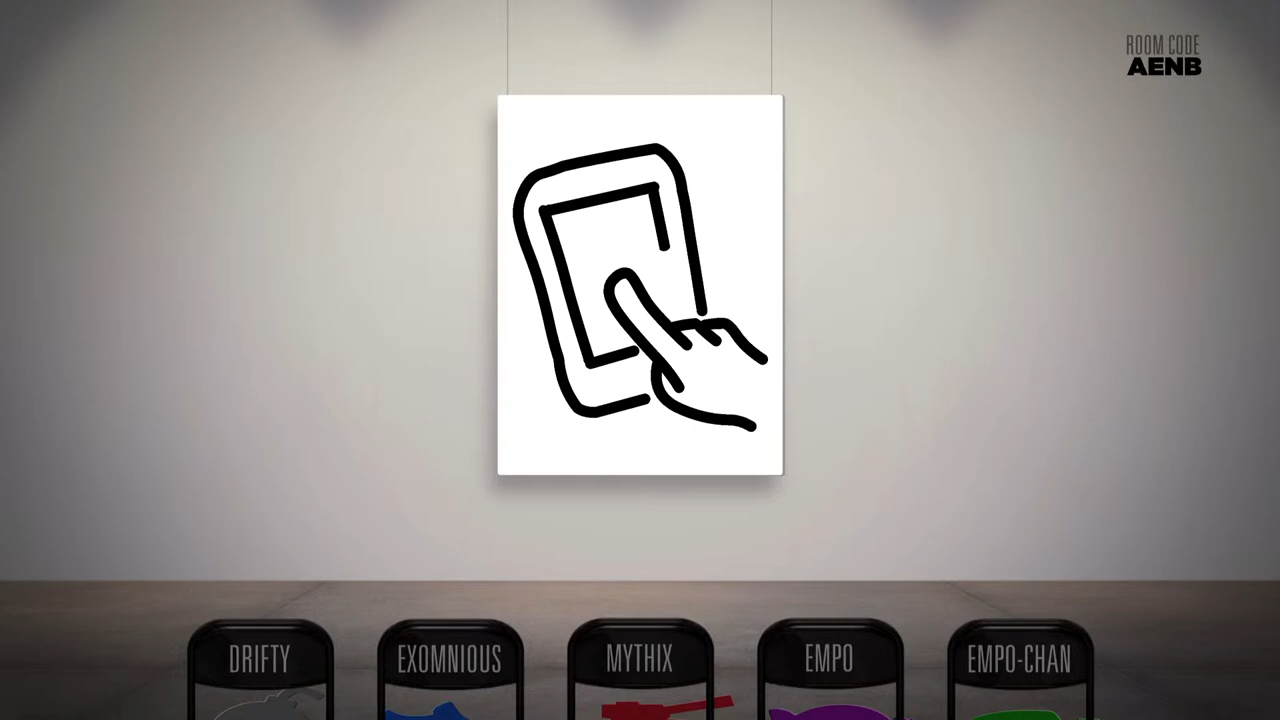 ROOM CODE
AENB
DRIFTY
EXOMNIOUS
MYTHIX
EMPO
EMPO-CHAN